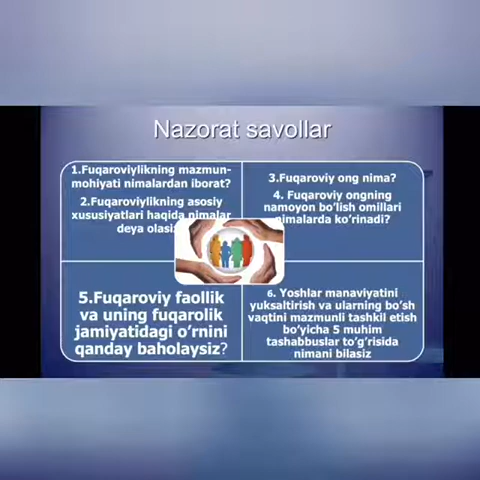 Nazorat savollar
1.Fuqaroviylikning mazmun-
mohiyati nimalardan iborat?
2.Fuqaroviylikning asosiy
xususiyatlari haqida nimalar
deya olasiz
3.Fuqaroviy ong nima?
4. Fuqaroviy ongning
namoyon bo'lish omillari
nimalarda ko'rinadi?
5.Fuqaroviy faollik
va uning fuqarolik
jamiyatidagi o'rnini
qanday baholaysiz?
6. Yoshlar manaviyatini
yuksaltirish va ularning bo'sh
vaqtini mazmunli tashkil etish
bo'yicha 5 muhim
tashabbuslar to'g'risida
nimani bilasiz